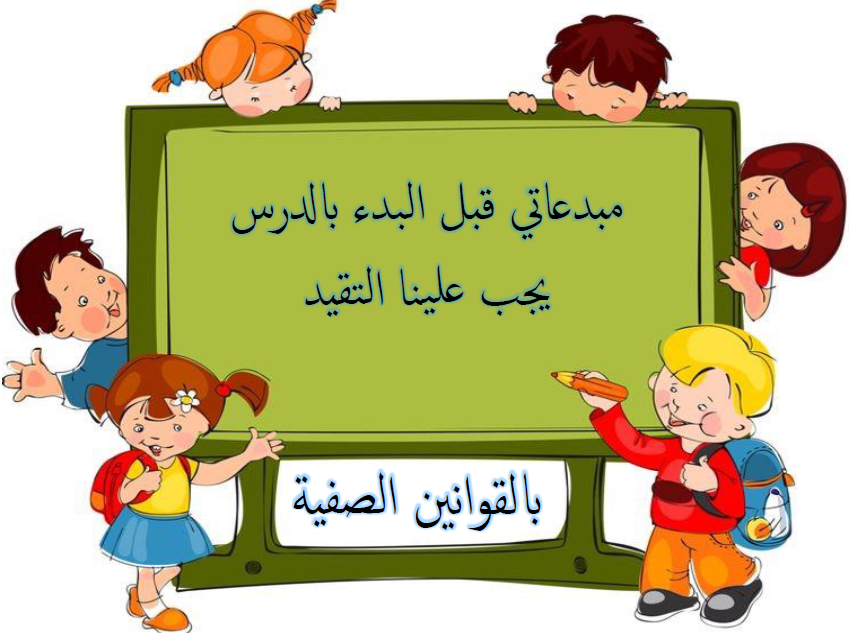 مبدعاتي قبل البدء بالدرس
يجب علينا التقيد
بالقوانين الصفية